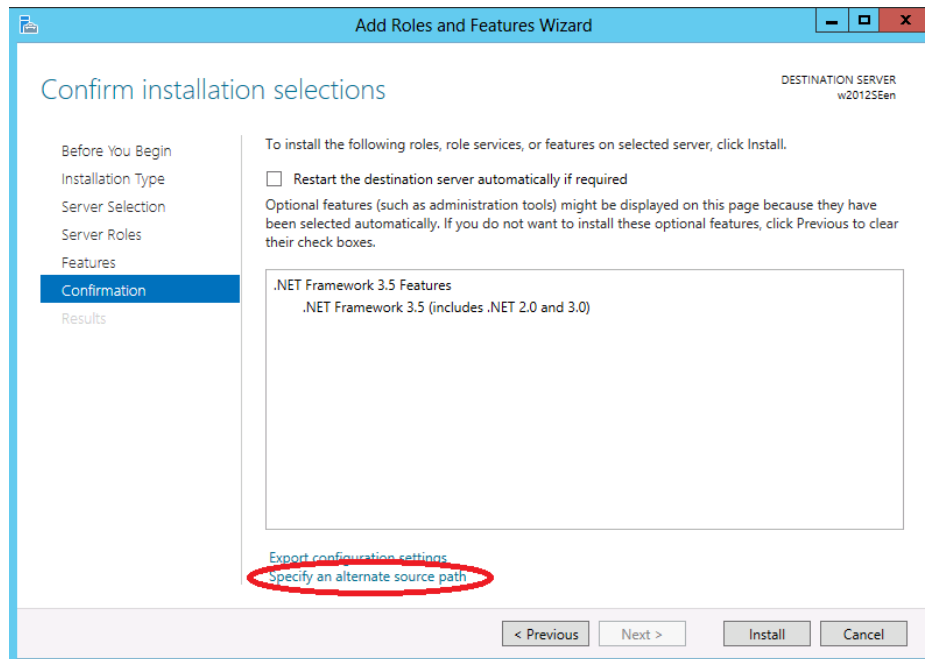 Add Roles and Features Wizard
Confirm installation selections
DESTINATION SERVER
w2012SEen
Before You Begin
Installation Type
Server Selection
Server Roles
Features
Confirmation
Results
To install the following roles, role services, or features on selected server, click Install.
Restart the destination server automatically if required
Optional features (such as administration tools) might be displayed on this page because they have
been selected automatically. If you do not want to install these optional features, click Previous to clear
their check boxes.
.NET Framework 3.5 Features
.NET Framework 3.5 (includes .NET 2.0 and 3.0)
Export configuration settings
Specify an alternate source path
< Previous
Next >
Install
Cancel